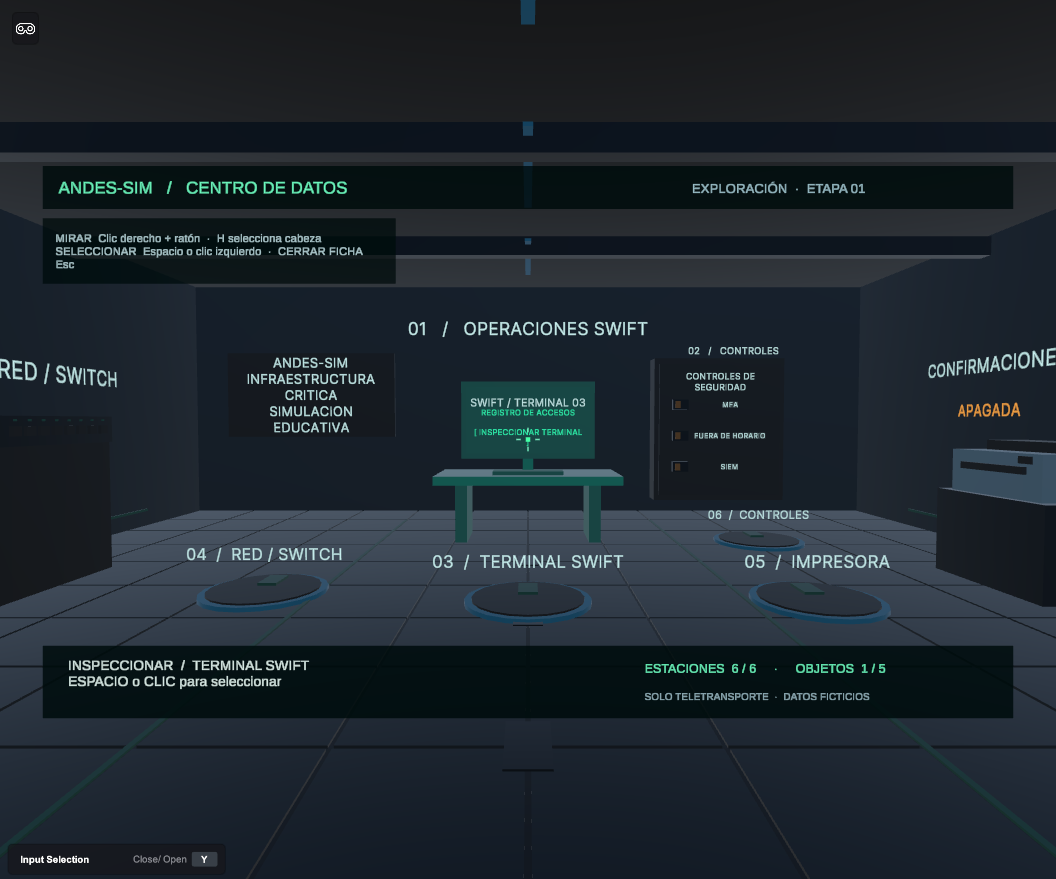 ANDES-SIM / CENTRO DE DATOS
EXPLORACIÓN · ETAPA 01
MIRAR Clic derecho + ratón · H selecciona cabeza
SELECCIONAR Espacio o clic izquierdo · CERRAR FICHA
Esc
01 / OPERACIONES SWIFT
RED / SWITCH
ANDES-SIM
INFRAESTRUCTURA
CRITICA
SIMULACION
EDUCATIVA
SWIFT / TERMINAL 03
REGISTRO DE ACCESOS
[ INSPECCIONAR TERMINAL
02 / CONTROLES
CONTROLES DE
SEGURIDAD
MFA
FUERA DE HORARIO
SIEM
CONFIRMACIONE
APAGADA
06 / CONTROLES
04 / RED / SWITCH
03 / TERMINAL SWIFT
05 / IMPRESORA
INSPECCIONAR / TERMINAL SWIFT
ESPACIO o CLIC para seleccionar
ESTACIONES 6 / 6 · OBJETOS 1 / 5
SOLO TELETRANSPORTE · DATOS FICTICIOS
Input Selection
Close/ Open Y